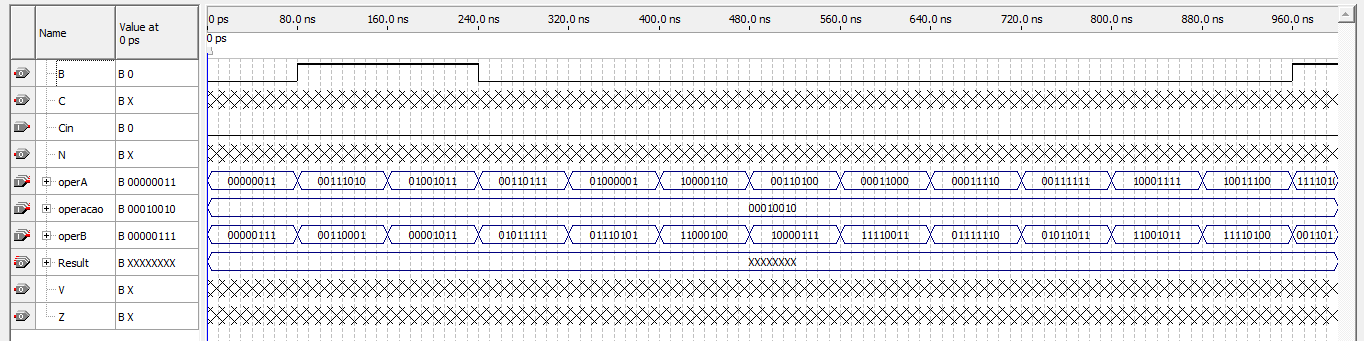 Name Value at 0 ps
0 ps 80.0 ns 160.0 ns 240.0 ns 320.0 ns 400.0 ns 480.0 ns 560.0 ns 640.0 ns 720.0 ns 800.0 ns 880.0 ns 960.0 ns
0 ps
B B 0
C B X
Cin B 0
N B X
operA B 00000011 00000011 00111010 01001011 00110111 01000001 10000110 00110100 00011000 00011110 00111111 10001111 10011100 1111010
operacao B 00010010 00010010
operB B 00000111 00000111 00110001 00001011 01011111 01110101 11000100 10000111 11110011 01111110 01011011 11001011 11110100 001101
Result B XXXXXXXX XXXXXXXX
V B X
Z B X